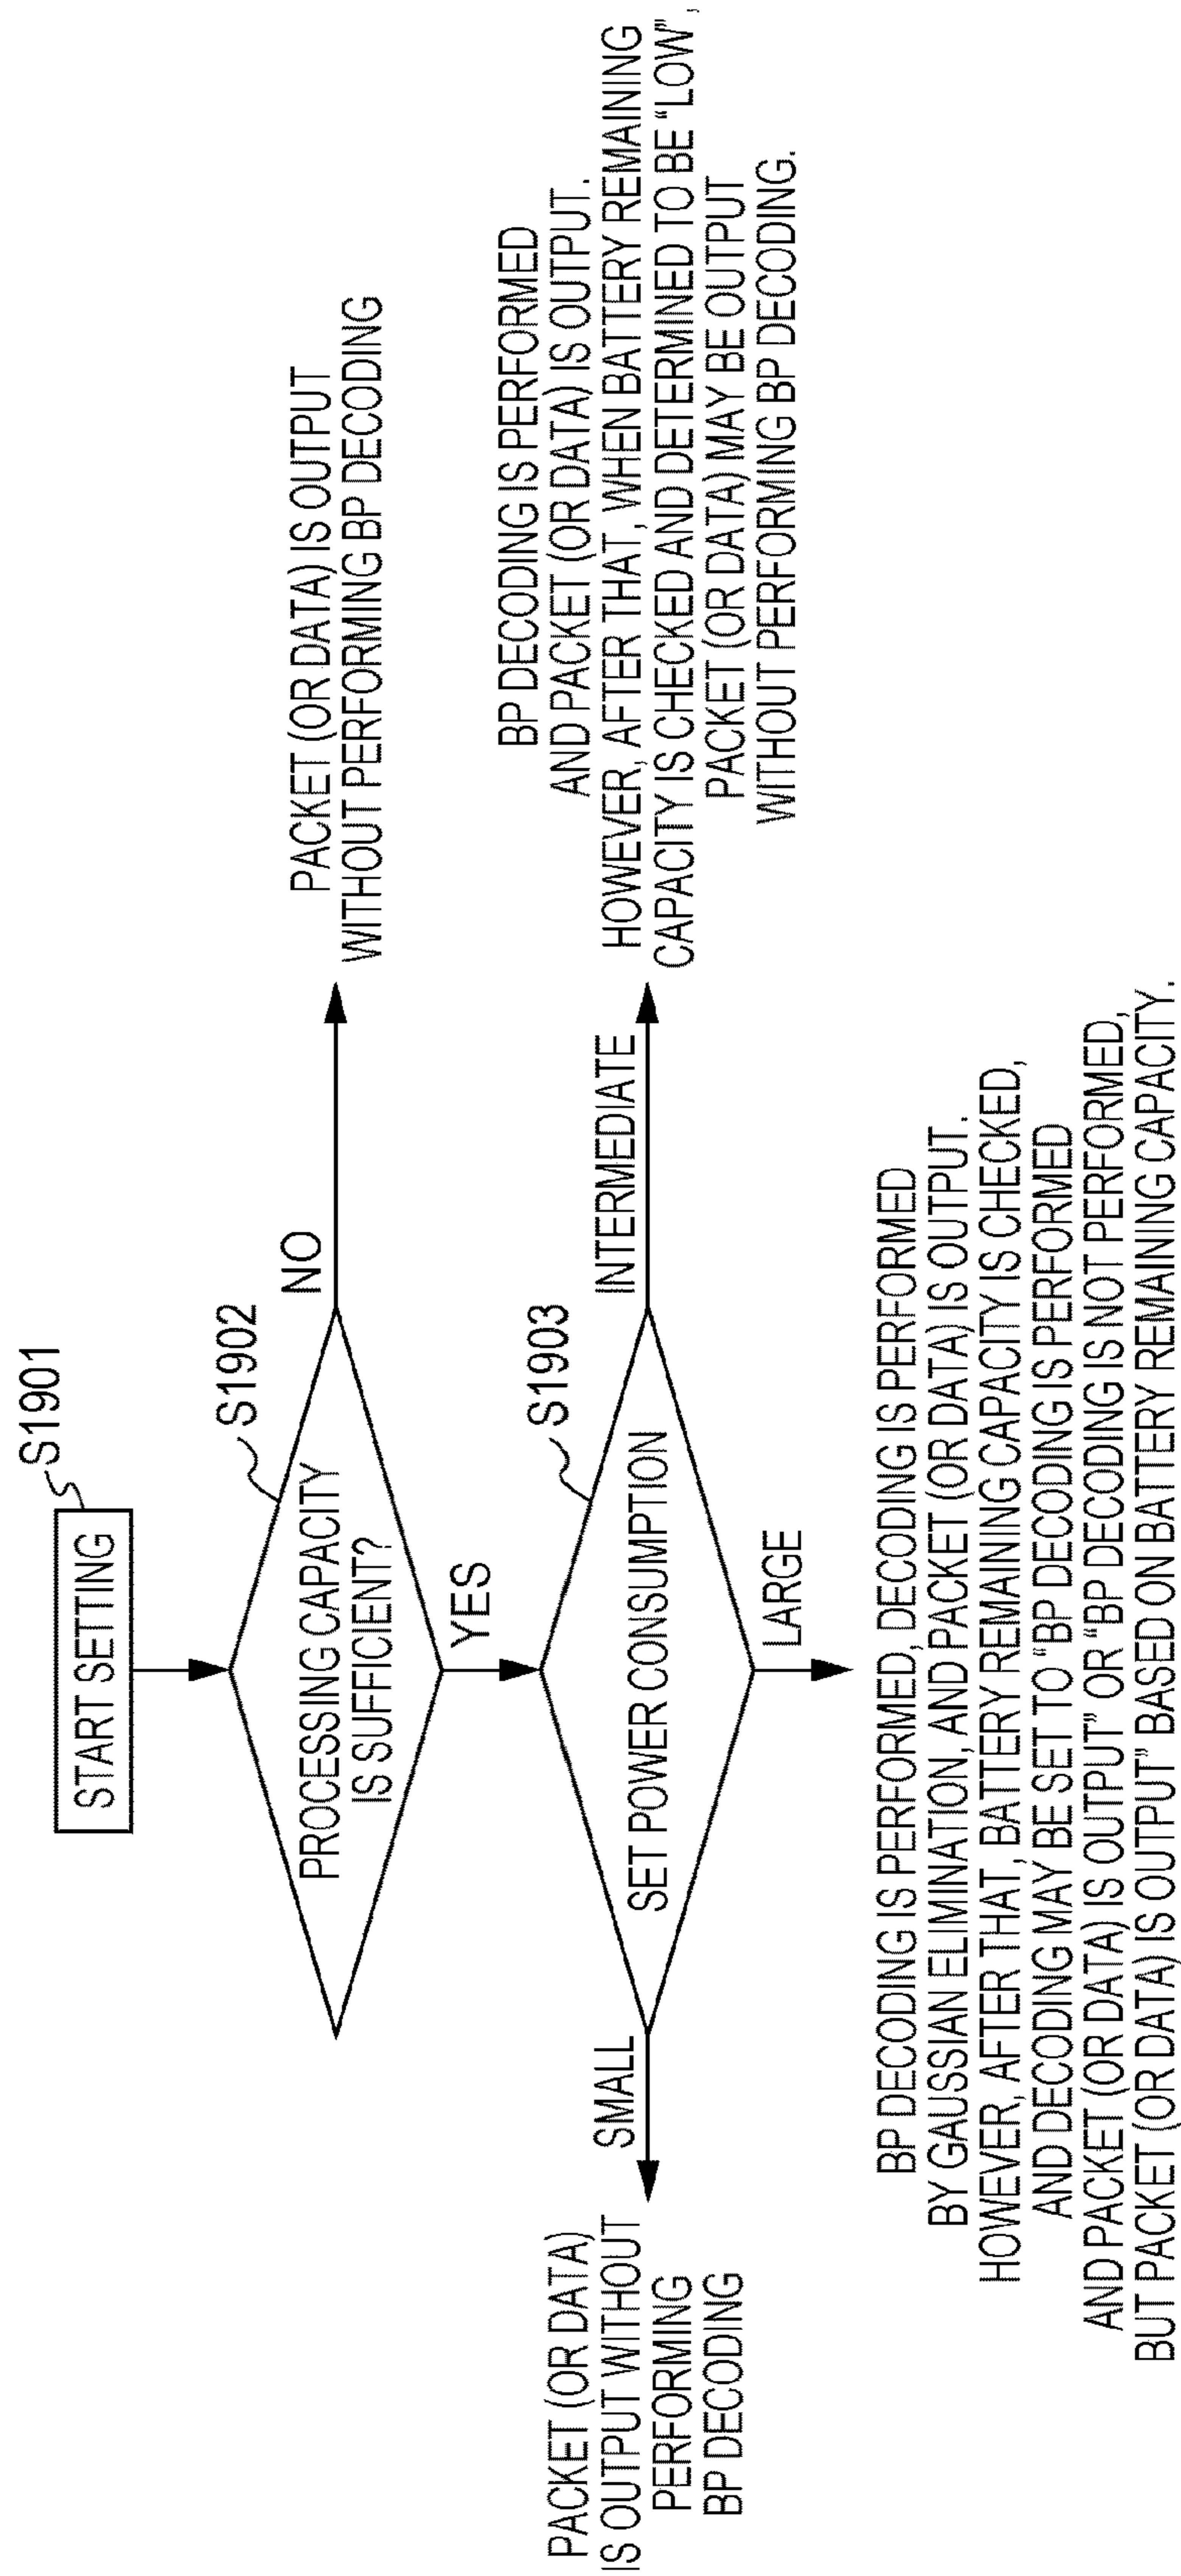 START SETTING
S1901
PROCESSING CAPACITY
IS SUFFICIENT?
S1902
NO
PACKET (OR DATA) IS OUTPUT
WITHOUT PERFORMING BP DECODING
YES
SET POWER CONSUMPTION
S1903
SMALL
PACKET (OR DATA)
IS OUTPUT WITHOUT
PERFORMING
BP DECODING
INTERMEDIATE
BP DECODING IS PERFORMED
AND PACKET (OR DATA) IS OUTPUT.
HOWEVER, AFTER THAT, WHEN BATTERY REMAINING
CAPACITY IS CHECKED AND DETERMINED TO BE “LOW”,
PACKET (OR DATA) MAY BE OUTPUT
WITHOUT PERFORMING BP DECODING.
LARGE
BP DECODING IS PERFORMED, DECODING IS PERFORMED
BY GAUSSIAN ELIMINATION, AND PACKET (OR DATA) IS OUTPUT.
HOWEVER, AFTER THAT, BATTERY REMAINING CAPACITY IS CHECKED,
AND DECODING MAY BE SET TO “BP DECODING IS PERFORMED
AND PACKET (OR DATA) IS OUTPUT” OR “BP DECODING IS NOT PERFORMED,
BUT PACKET (OR DATA) IS OUTPUT” BASED ON BATTERY REMAINING CAPACITY.